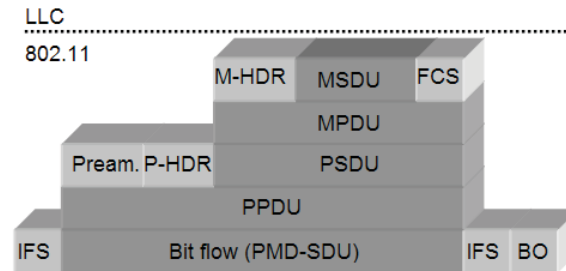 LLC
802.11
M-HDR MSDU FCS
MPDU
Pream. P-HDR PSDU
PPDU
IFS Bit flow (PMD-SDU) IFS BO